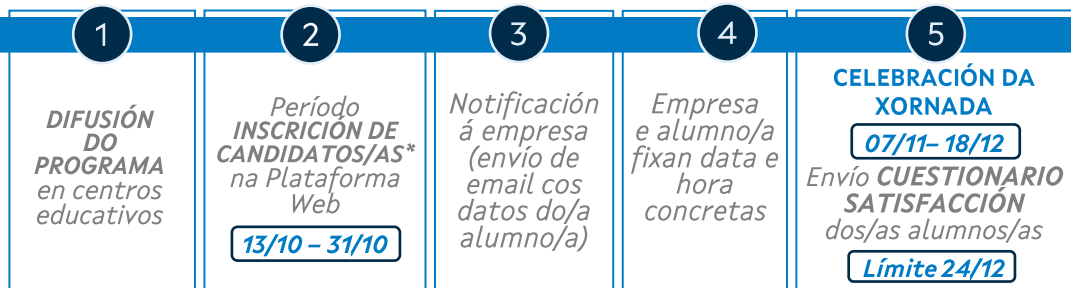 1
DIFUSIÓN
DO
PROGRAMA
en centros
educativos
2
Período
INSCRICIÓN DE
CANDIDATOS/AS*
na Plataforma
Web
13/10 – 31/10
3
Notificación
á empresa
(envío de
email cos
datos do/a
alumno/a)
4
Empresa
e alumno/a
fixan data e
hora
concretas
5
CELEBRACIÓN DA
XORNADA
07/11– 18/12
Envío CUESTIONARIO
SATISFACCIÓN
dos/as alumnos/as
Límite 24/12